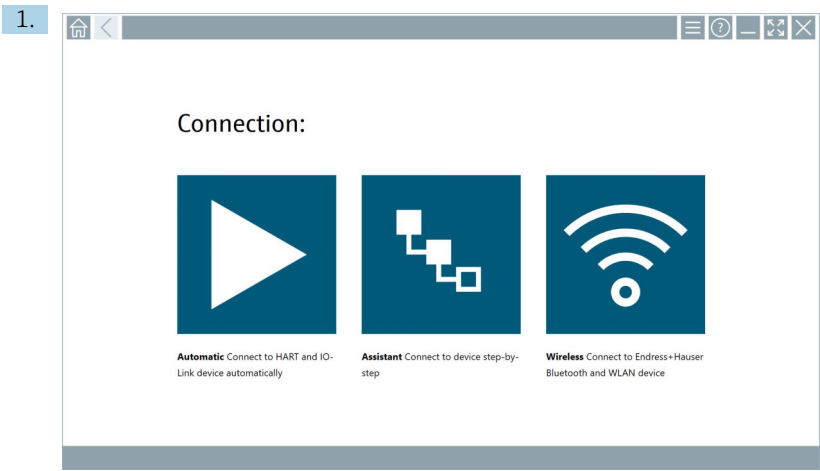 1.
Connection:
Automatic Connect to HART and IO-
Link device automatically
Assistant Connect to device step-by-
step
Wireless Connect to Endress+Hauser
Bluetooth and WLAN device